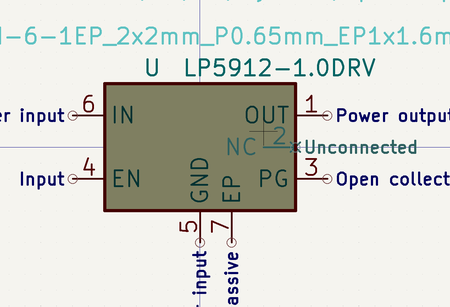 -6-1EP_2x2mm_P0.65mm_EP1x1.6m
U LP5912-1.0DRV
er input 6 IN OUT 1 Power output
NC 2 Unconnected
Input 4 EN PG 3 Open collect
GND EP
5 7
input assive